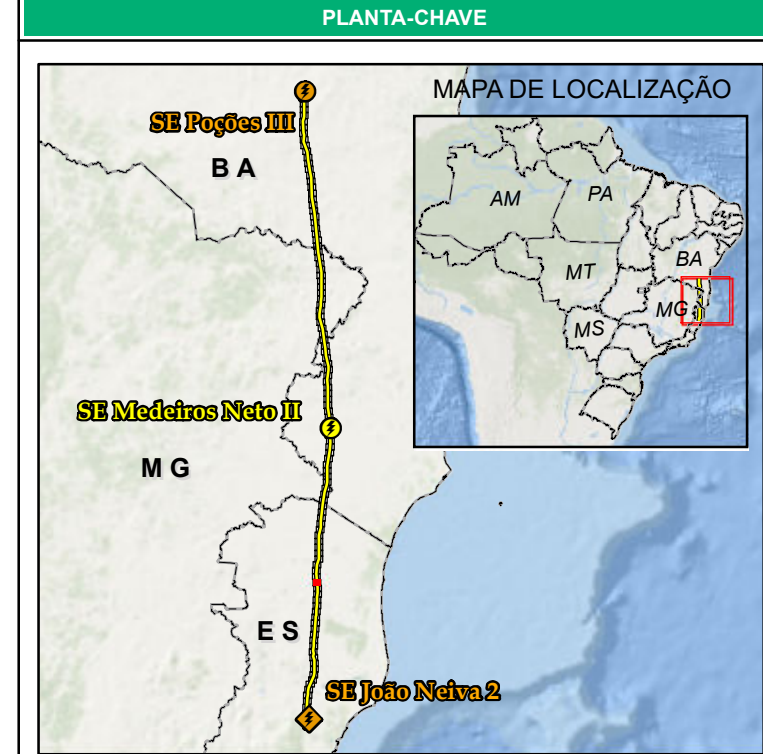 PLANTA-CHAVE
MAPA DE LOCALIZAÇÃO
SE Poções III
B A
AM
PA
BA
MT
MG
MS
SE Medeiros Neto II
M G
E S
SE João Neiva 2